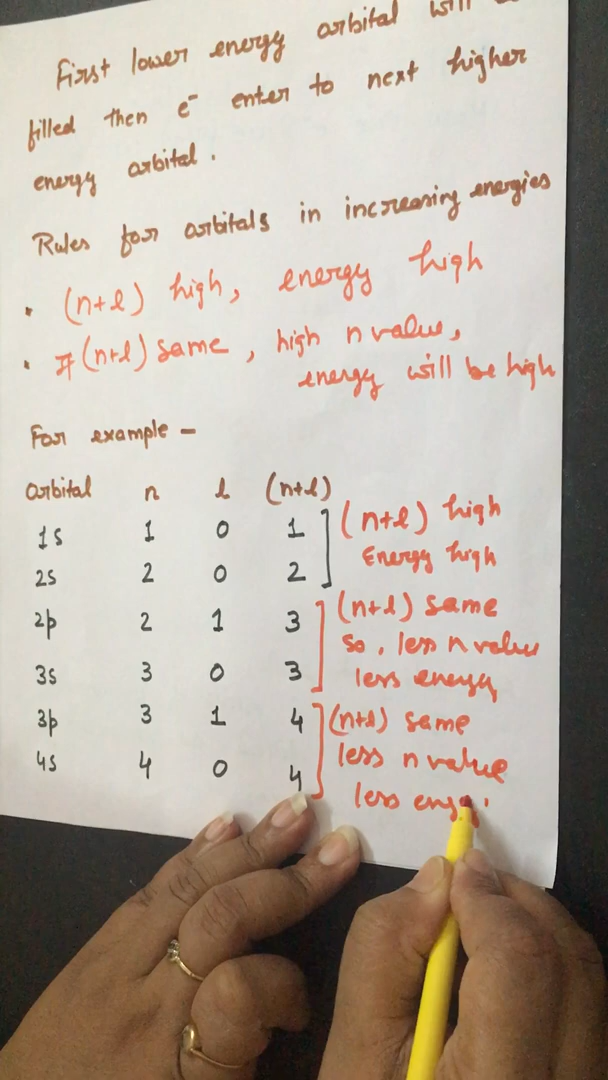 First lower energy orbital will
filled then e⁻ enter to next higher
energy orbital.
Rules for orbitals in increasing energies
• (n+l) high, energy high
• If (n+l) same, high n value,
energy will be high
For example –
orbital n l (n+l)
1s 1 0 1
2s 2 0 2
(n+l) high
Energy high
2p 2 1 3
3s 3 0 3
(n+l) same
so, less n value
less energy
3p 3 1 4
4s 4 0 4
(n+l) same
less n value
less